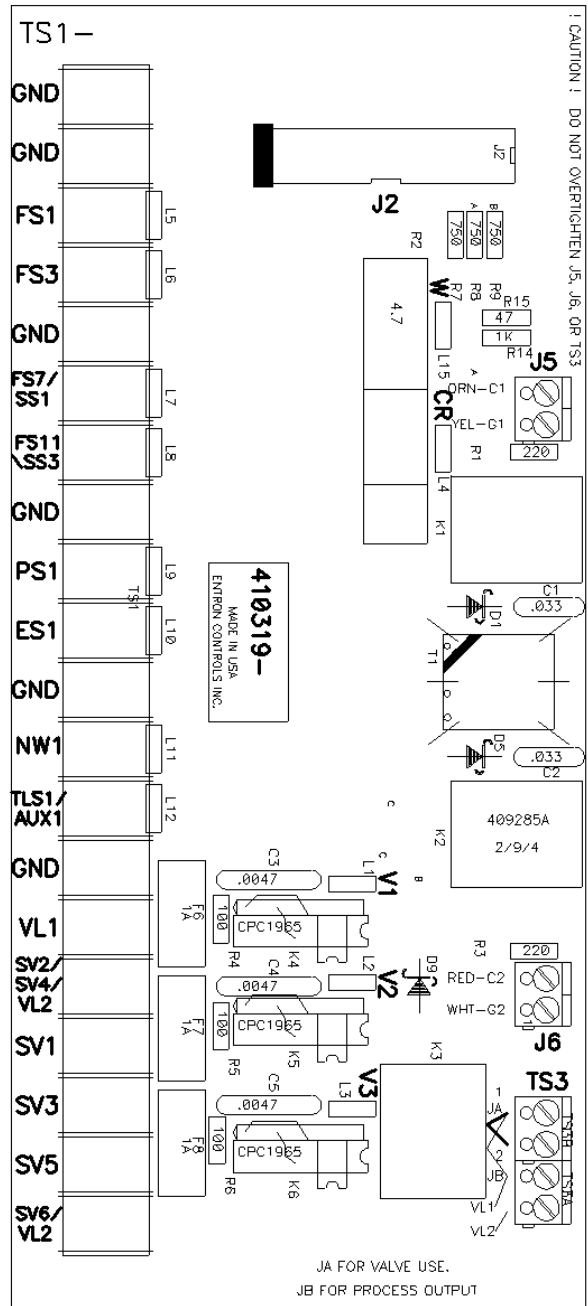 TS1-
! CAUTION ! DO NOT OVERTIGHTEN J5, J6, OR TS3
GND
GND
FS1
L5
FS3
L6
GND
FS7/
SS1
L7
FS11
\SS3
L8
GND
PS1
L9
TS1
ES1
L10
GND
NW1
L11
TLS1/
AUX1
L12
GND
VL1
SV2/
SV4/
VL2
SV1
SV3
SV5
SV6/
VL2
J2
J2
R2
A
B
750
750
750
W
R7
R8
R9
4.7
R15
47
1K
R14
L15
J5
A
ORN-C1
YEL-G1
CR
R1
220
L4
K1
410319-
MADE IN USA
ENTRON CONTROLS INC.
C1
.033
D1
T1
D5
.033
C2
K2
409285A
2/9/4
C
C
B
C3
.0047
L1
V1
F6
1A
100
CPC1965
R4
K4
C4
.0047
L2
V2
D9
F7
1A
100
CPC1965
R5
K5
R3
220
RED-C2
WHT-G2
1
J6
C5
.0047
L3
V3
K3
F8
1A
100
CPC1965
R6
K6
TS3
1
JA
2
JB
TS3B
TS3A
VL1
VL2
JA FOR VALVE USE.
JB FOR PROCESS OUTPUT